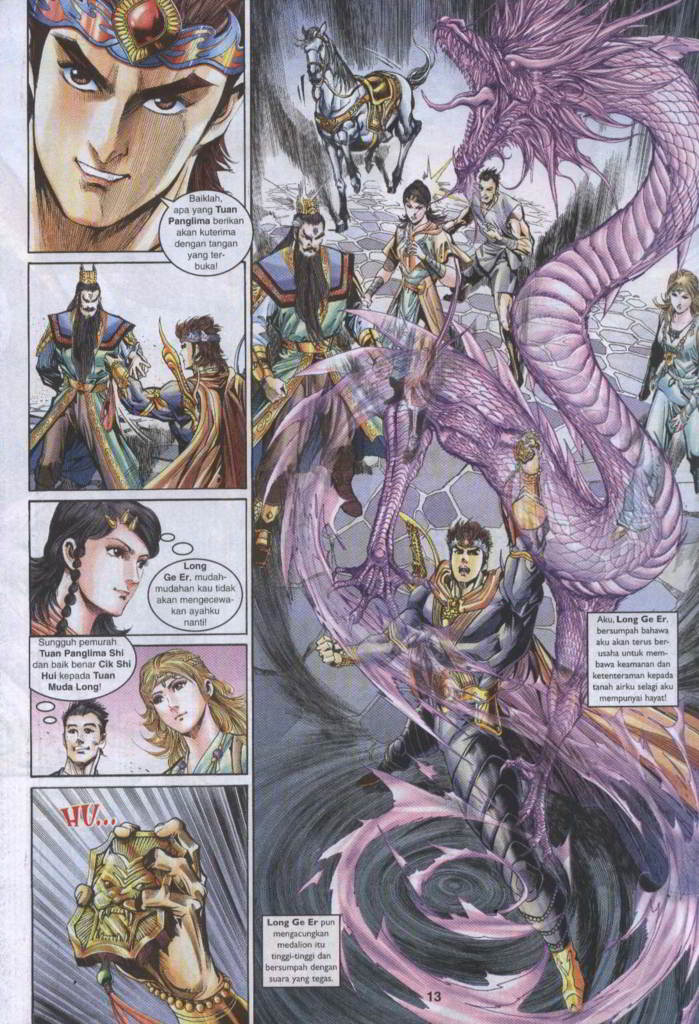 Baiklah,
apa yang Tuan
Panglima berikan
akan kuterima
dengan tangan
yang ter-
buka!
Long
Ge Er, mudah-
mudahan kau tidak
akan mengecewa-
kan ayahku
nanti!
Sungguh pemurah
Tuan Panglima Shi
dan baik benar Cik Shi
Hui kepada Tuan
Muda Long!
HU...
Aku, Long Ge Er,
bersumpah bahawa
aku akan terus ber-
usaha untuk mem-
bawa keamanan dan
ketenteraman kepada
tanah airku selagi aku
mempunyai hayat!
Long Ge Er pun
mengacungkan
medalion itu
tinggi-tinggi dan
bersumpah dengan
suara yang tegas.
13